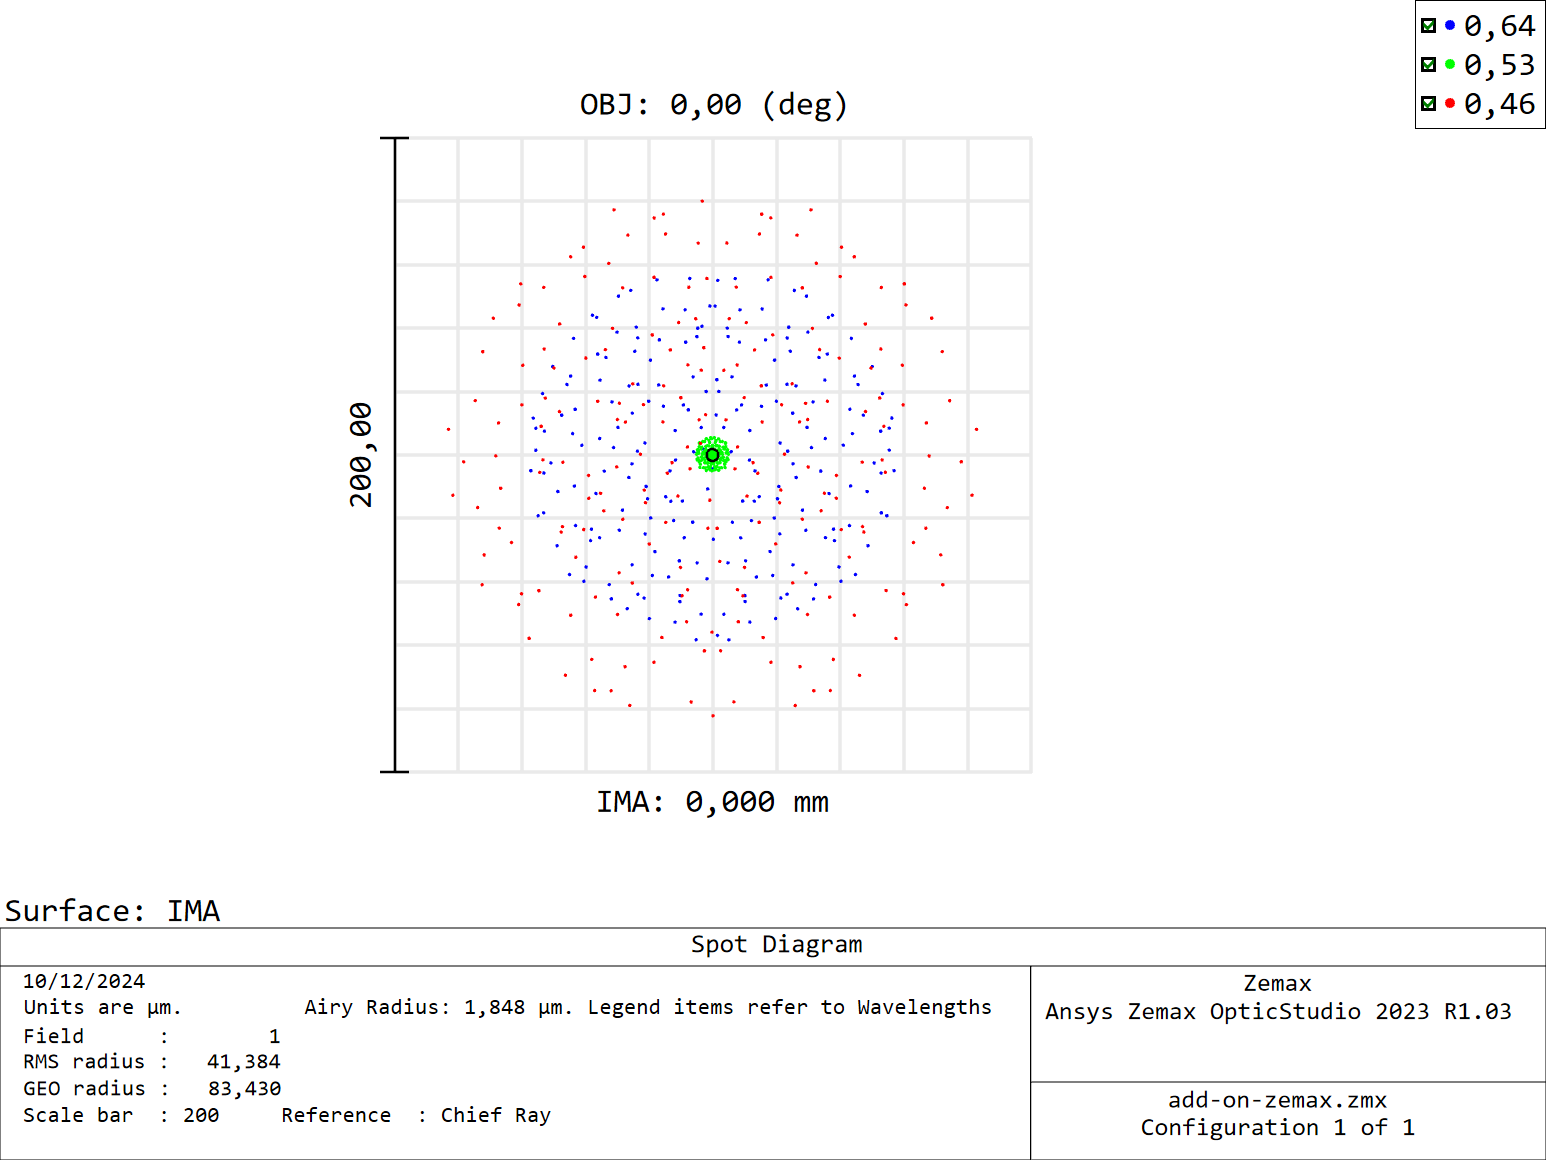 0,64
0,53
0,46
OBJ: 0,00 (deg)
200,00
IMA: 0,000 mm
Surface: IMA
Spot Diagram
10/12/2024
Units are µm. Airy Radius: 1,848 µm. Legend items refer to Wavelengths
Field : 1
RMS radius : 41,384
GEO radius : 83,430
Scale bar : 200 Reference : Chief Ray
Zemax
Ansys Zemax OpticStudio 2023 R1.03
add-on-zemax.zmx
Configuration 1 of 1